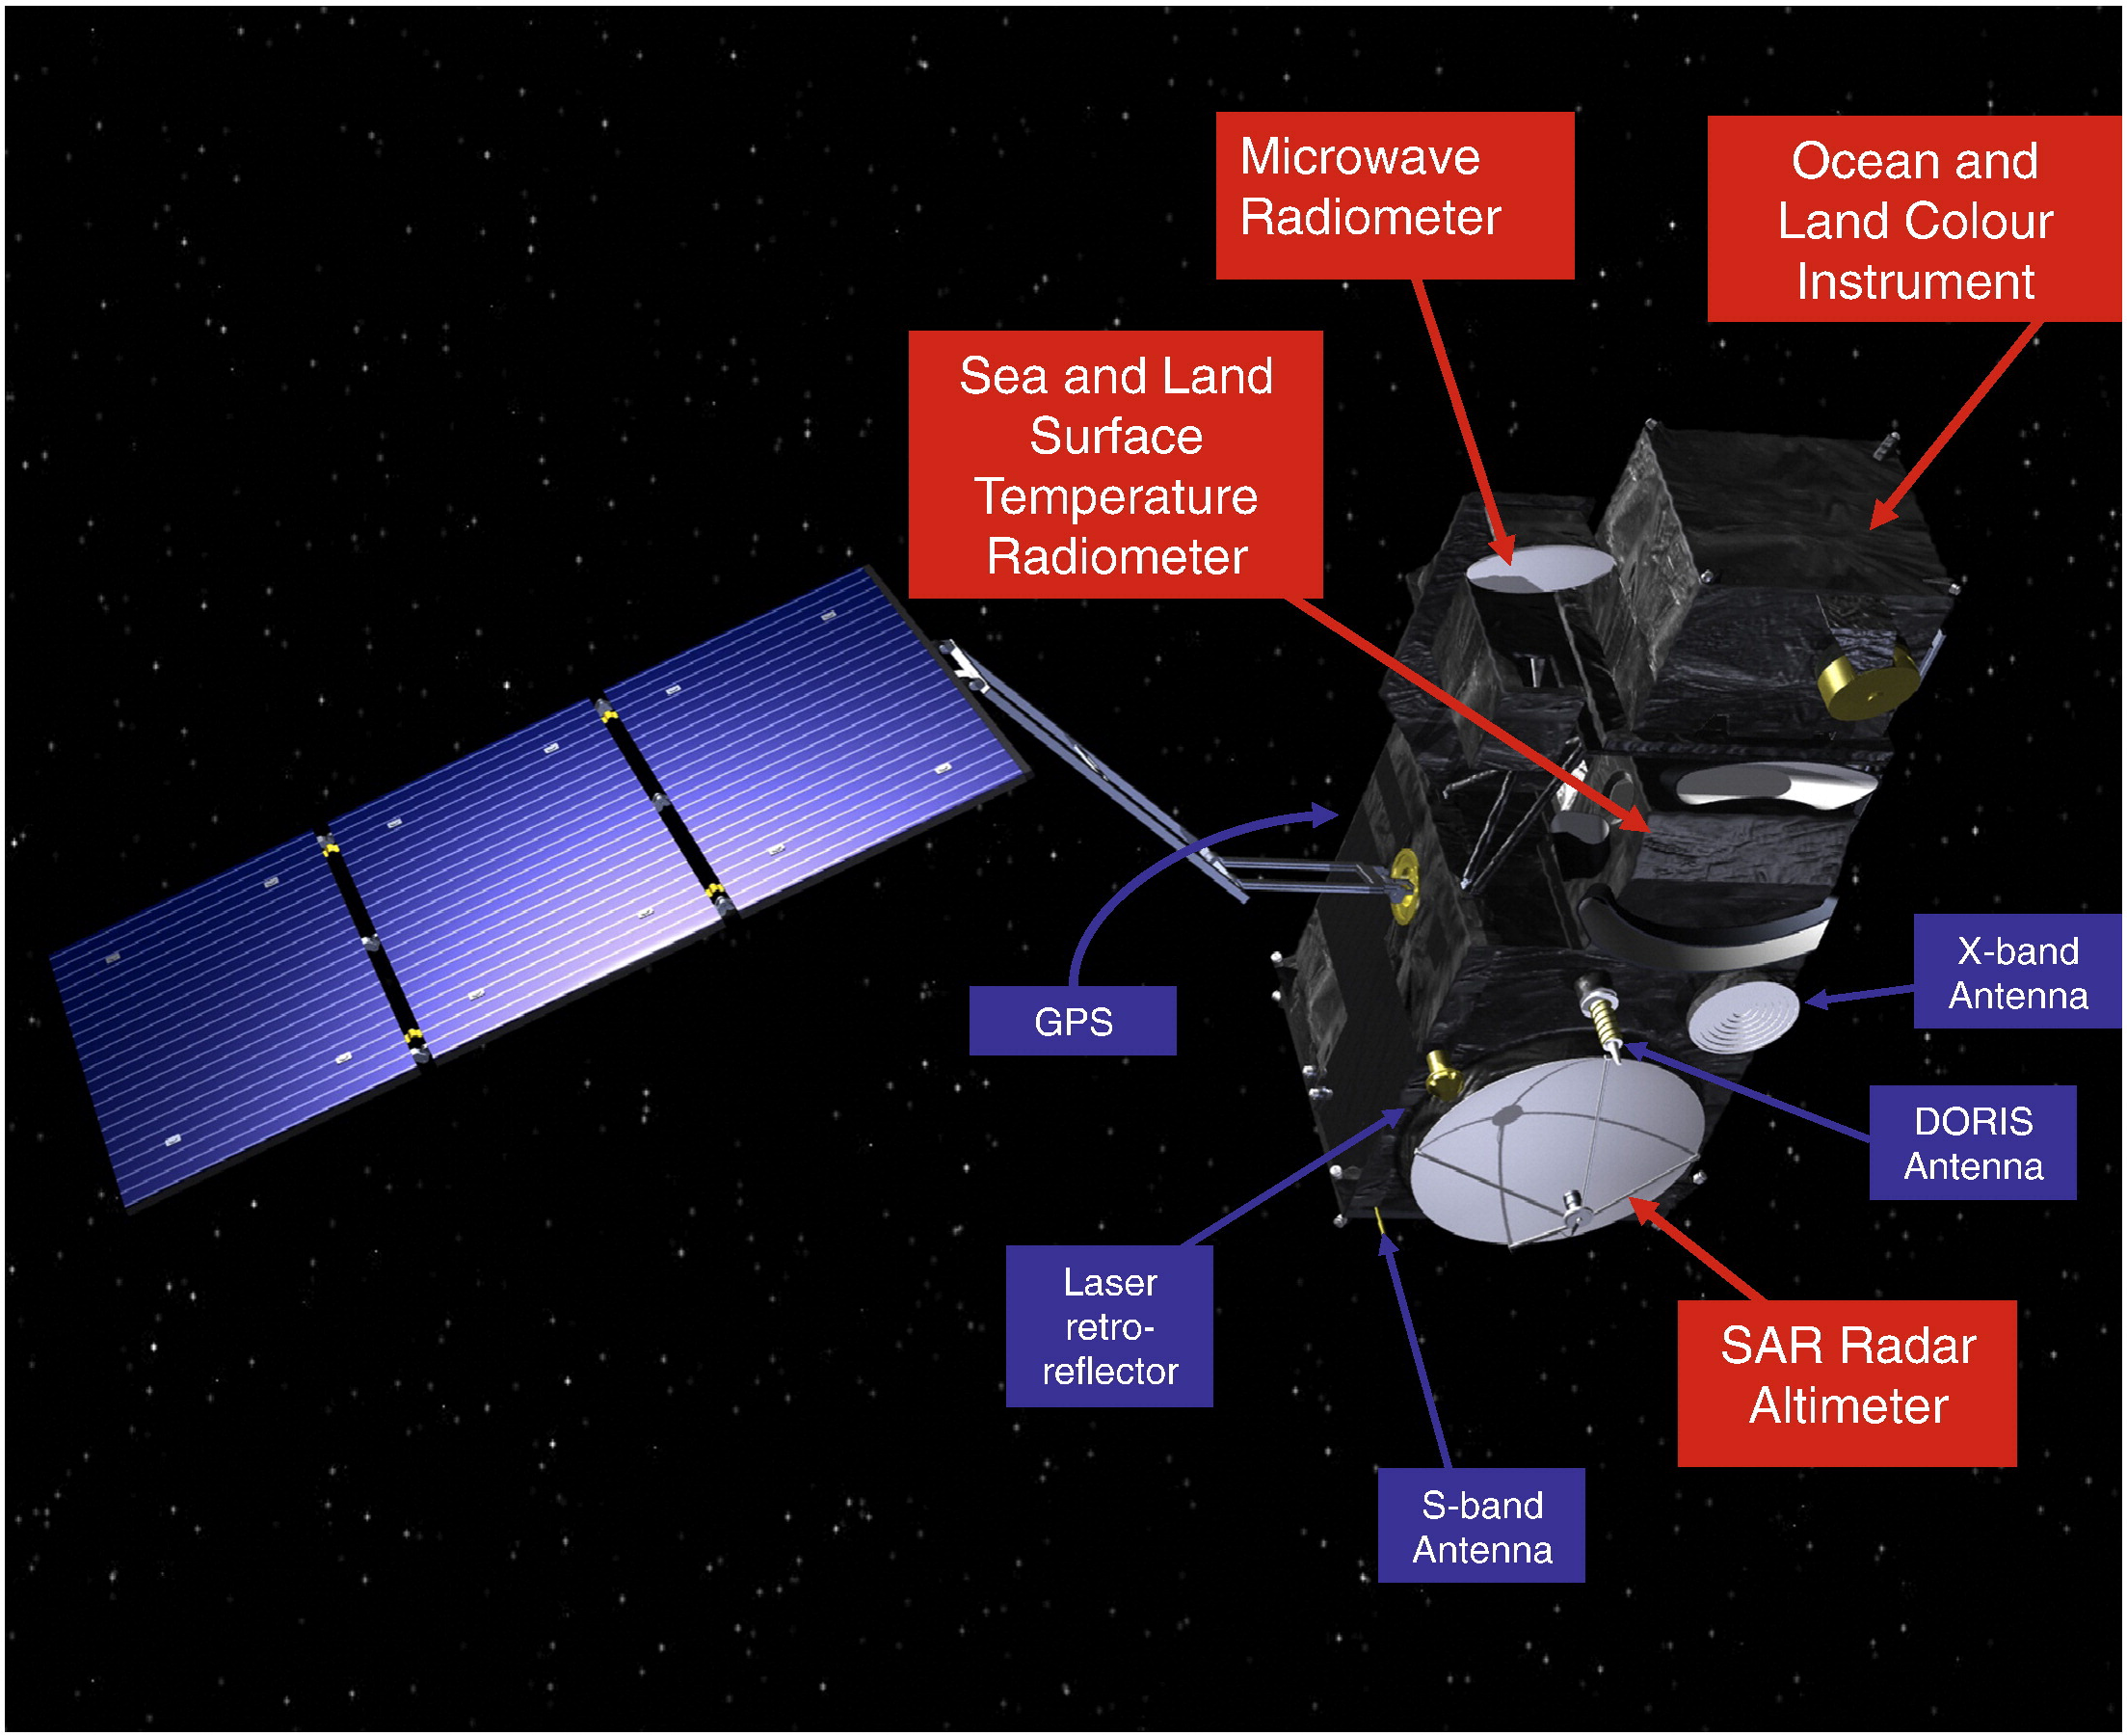 Microwave
Radiometer
Ocean and
Land Colour
Instrument
Sea and Land
Surface
Temperature
Radiometer
GPS
X-band
Antenna
DORIS
Antenna
Laser
retro-
reflector
SAR Radar
Altimeter
S-band
Antenna